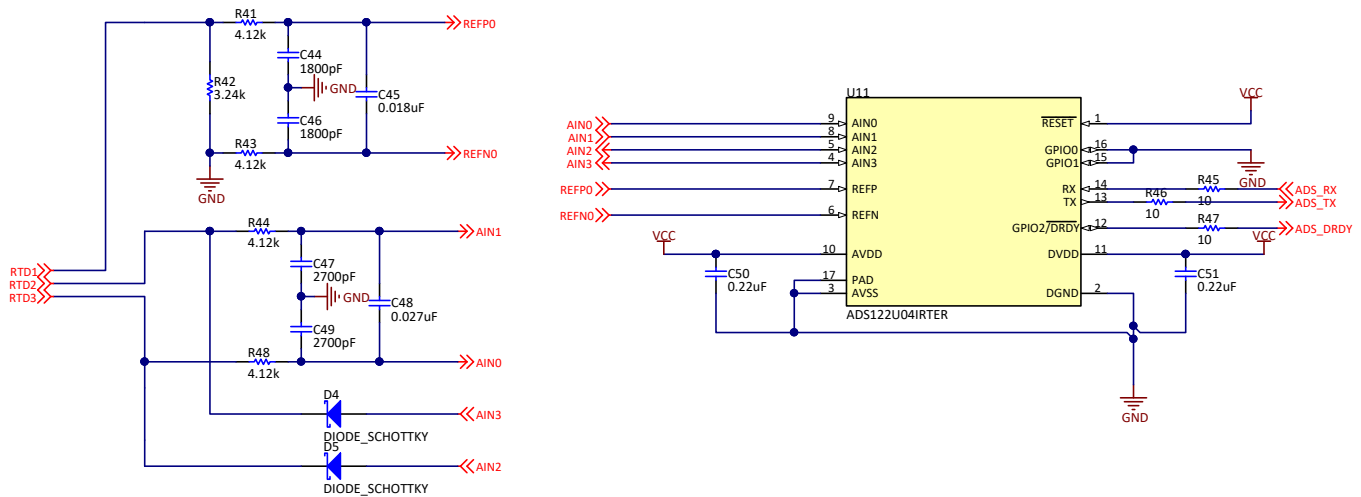 R41
4.12k
REFP0
C44
1800pF
R42
3.24k
GND
C45
0.018uF
C46
1800pF
R43
4.12k
REFN0
GND
R44
4.12k
AIN1
C47
2700pF
RTD1
RTD2
RTD3
GND
C48
0.027uF
C49
2700pF
R48
4.12k
AIN0
D4
AIN3
DIODE_SCHOTTKY
D5
AIN2
DIODE_SCHOTTKY
U11
VCC
AIN0 9 AIN0 RESET 1
AIN1 8 AIN1
AIN2 5 AIN2 GPIO0 16
AIN3 4 AIN3 GPIO1 15
GND
REFP0 7 REFP RX 14 R45 10 ADS_RX
TX 13 R46 10 ADS_TX
REFN0 6 REFN
GPIO2/DRDY 12 R47 10 ADS_DRDY
VCC 10 AVDD DVDD 11 VCC
C50
0.22uF
17 PAD
C51
0.22uF
3 AVSS DGND 2
ADS122U04IRTER
GND